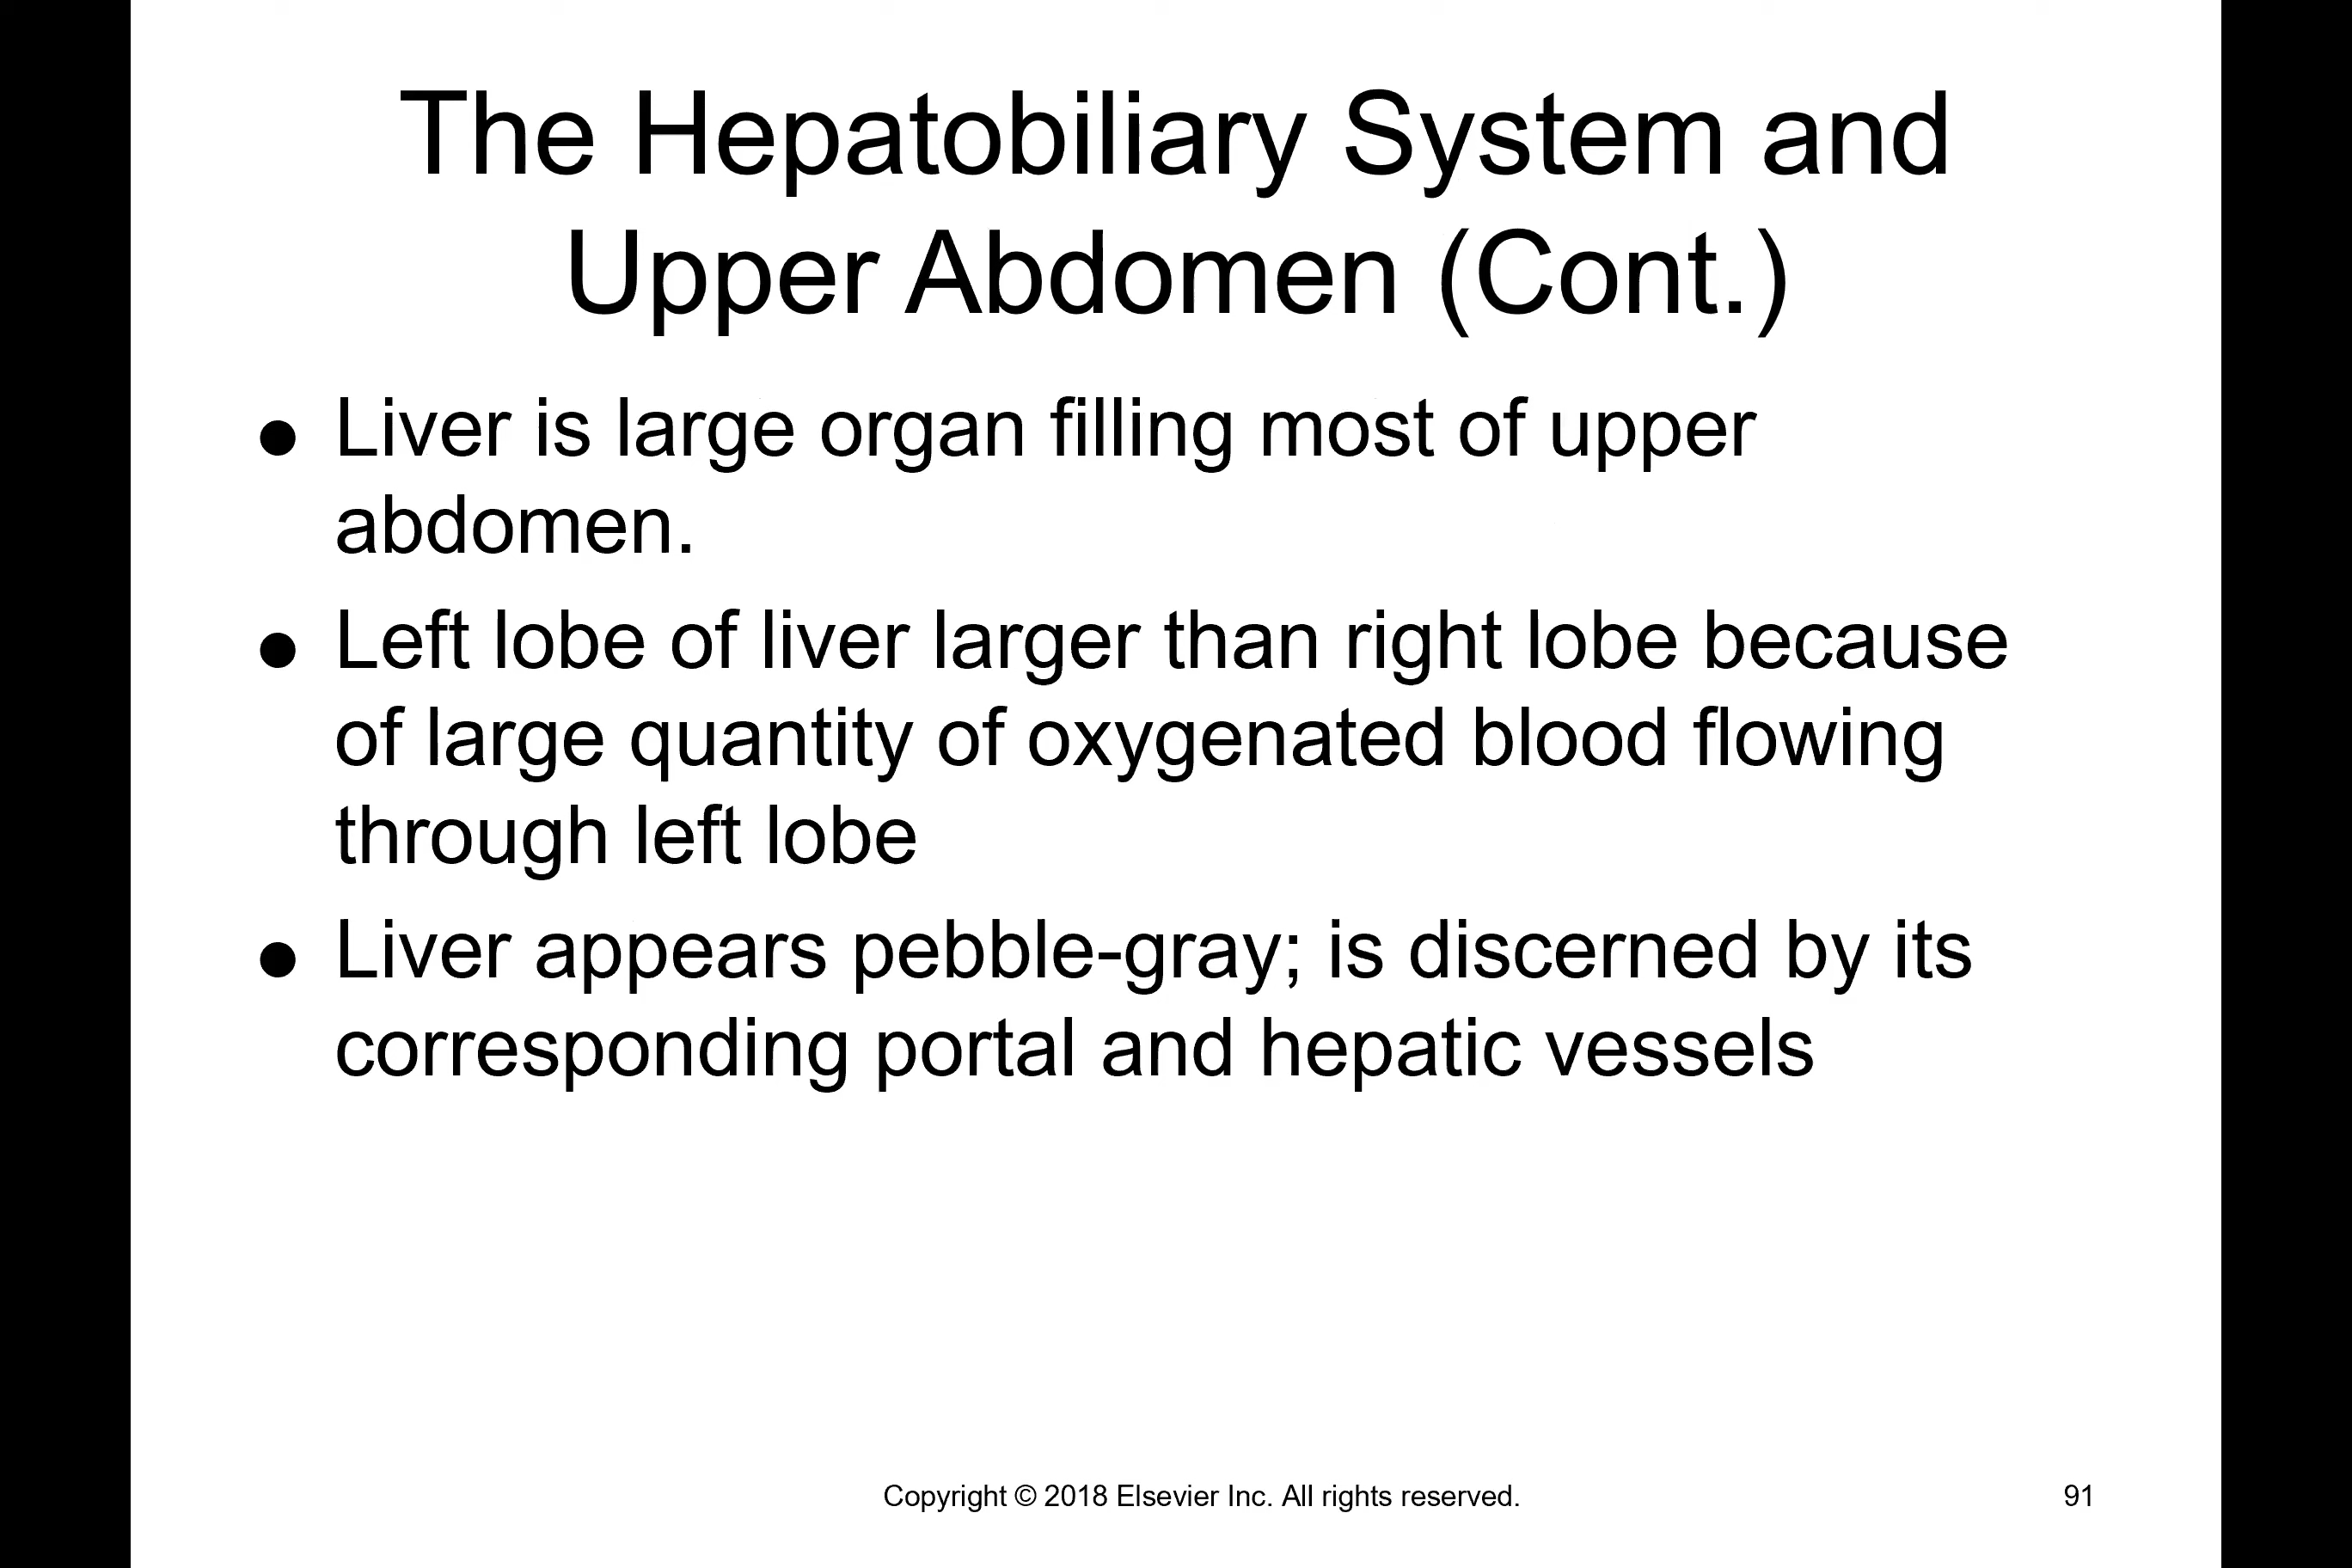 The Hepatobiliary System and
Upper Abdomen (Cont.)
● Liver is large organ filling most of upper
abdomen.
● Left lobe of liver larger than right lobe because
of large quantity of oxygenated blood flowing
through left lobe
● Liver appears pebble-gray; is discerned by its
corresponding portal and hepatic vessels
Copyright © 2018 Elsevier Inc. All rights reserved.
91